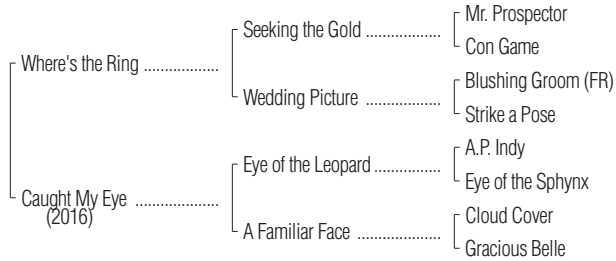 Mr. Prospector
Seeking the Gold ..................
Con Game
Where's the Ring ..................
Blushing Groom (FR)
Wedding Picture ..................
Strike a Pose
A.P. Indy
Eye of the Leopard ................
Eye of the Sphynx
Caught My Eye ....................
(2016)
Cloud Cover
A Familiar Face ....................
Gracious Belle